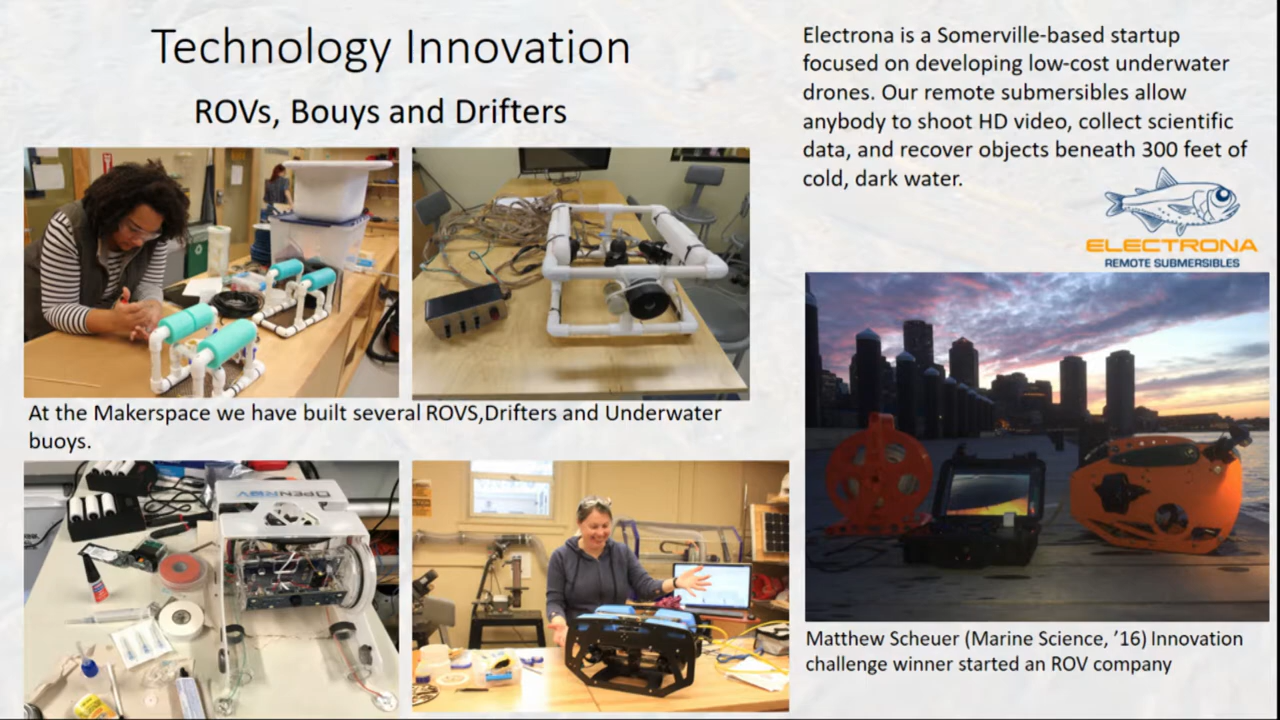 Technology Innovation
ROVs, Bouys and Drifters
At the Makerspace we have built several ROVS,Drifters and Underwater
buoys.
OPENROV
Electrona is a Somerville-based startup
focused on developing low-cost underwater
drones. Our remote submersibles allow
anybody to shoot HD video, collect scientific
data, and recover objects beneath 300 feet of
cold, dark water.
ELECTRONA
REMOTE SUBMERSIBLES
Matthew Scheuer (Marine Science, ’16) Innovation
challenge winner started an ROV company